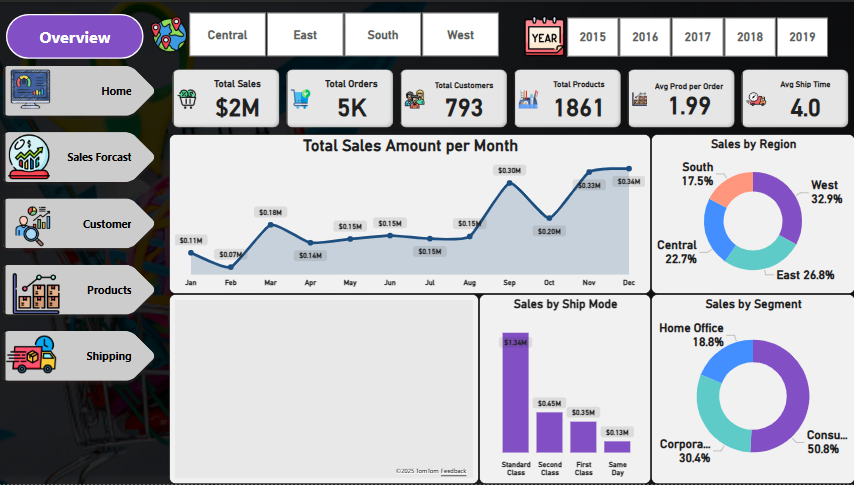 Overview
Central
East
South
West
YEAR
2015
2016
2017
2018
2019
Home
Sales Forcast
Customer
Products
Shipping
Total Sales
$2M
Total Orders
5K
Total Customers
793
Total Products
1861
Avg Prod per Order
1.99
Avg Ship Time
4.0
Total Sales Amount per Month
$0.11M
$0.07M
$0.18M
$0.14M
$0.15M
$0.15M
$0.15M
$0.15M
$0.30M
$0.20M
$0.33M
$0.34M
Jan
Feb
Mar
Apr
May
Jun
Jul
Aug
Sep
Oct
Nov
Dec
Sales by Region
South
17.5%
West
32.9%
Central
22.7%
East 26.8%
©2025 TomTom Feedback
Sales by Ship Mode
$1.34M
$0.45M
$0.35M
$0.13M
Standard
Class
Second
Class
First
Class
Same
Day
Sales by Segment
Home Office
18.8%
Corpora...
30.4%
Consu...
50.8%